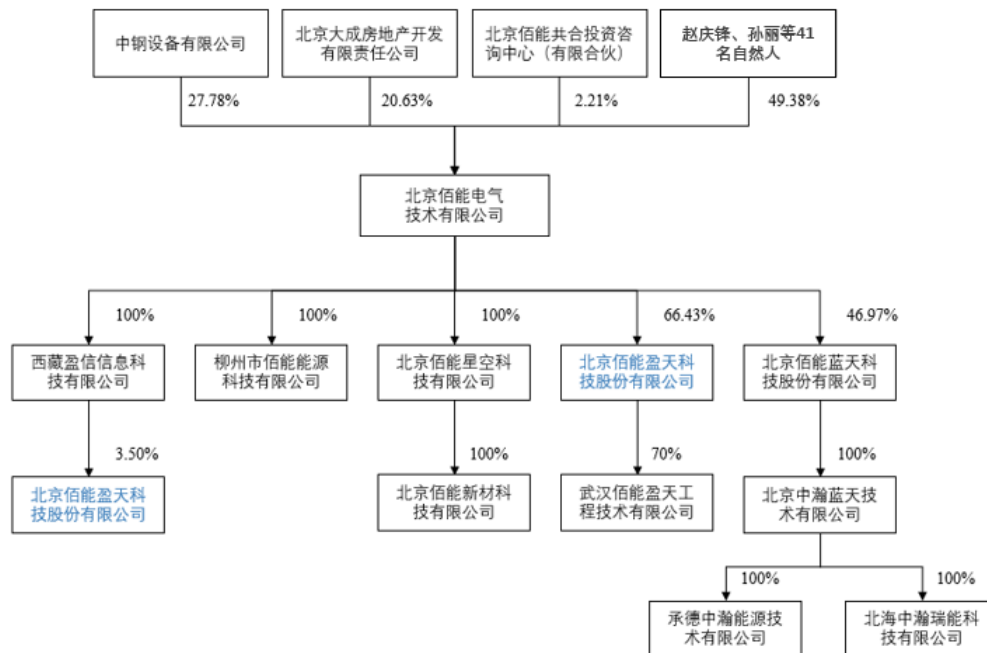 中钢设备有限公司
北京大成房地产开发
有限责任公司
北京佰能共合投资咨
询中心（有限合伙）
赵庆锋、孙丽等41
名自然人
27.78%
20.63%
2.21%
49.38%
北京佰能电气
技术有限公司
100%
100%
100%
66.43%
46.97%
西藏盈信信息科
技有限公司
柳州市佰能能源
科技有限公司
北京佰能星空科
技有限公司
北京佰能盈天科
技股份有限公司
北京佰能蓝天科
技股份有限公司
3.50%
100%
70%
100%
北京佰能盈天科
技股份有限公司
北京佰能新材科
技有限公司
武汉佰能盈天工
程技术有限公司
北京中瀚蓝天技
术有限公司
100%
100%
承德中瀚能源技
术有限公司
北海中瀚瑞能科
技有限公司